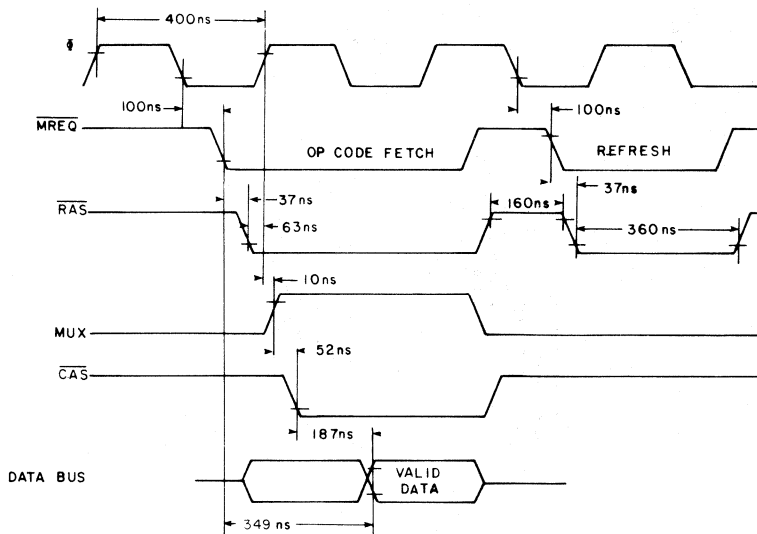 400ns
Φ
100ns
100ns
MREQ
OP CODE FETCH
REFRESH
37ns
37ns
RAS
160ns
63ns
360ns
10ns
MUX
52ns
CAS
187ns
DATA BUS
VALID
DATA
349 ns